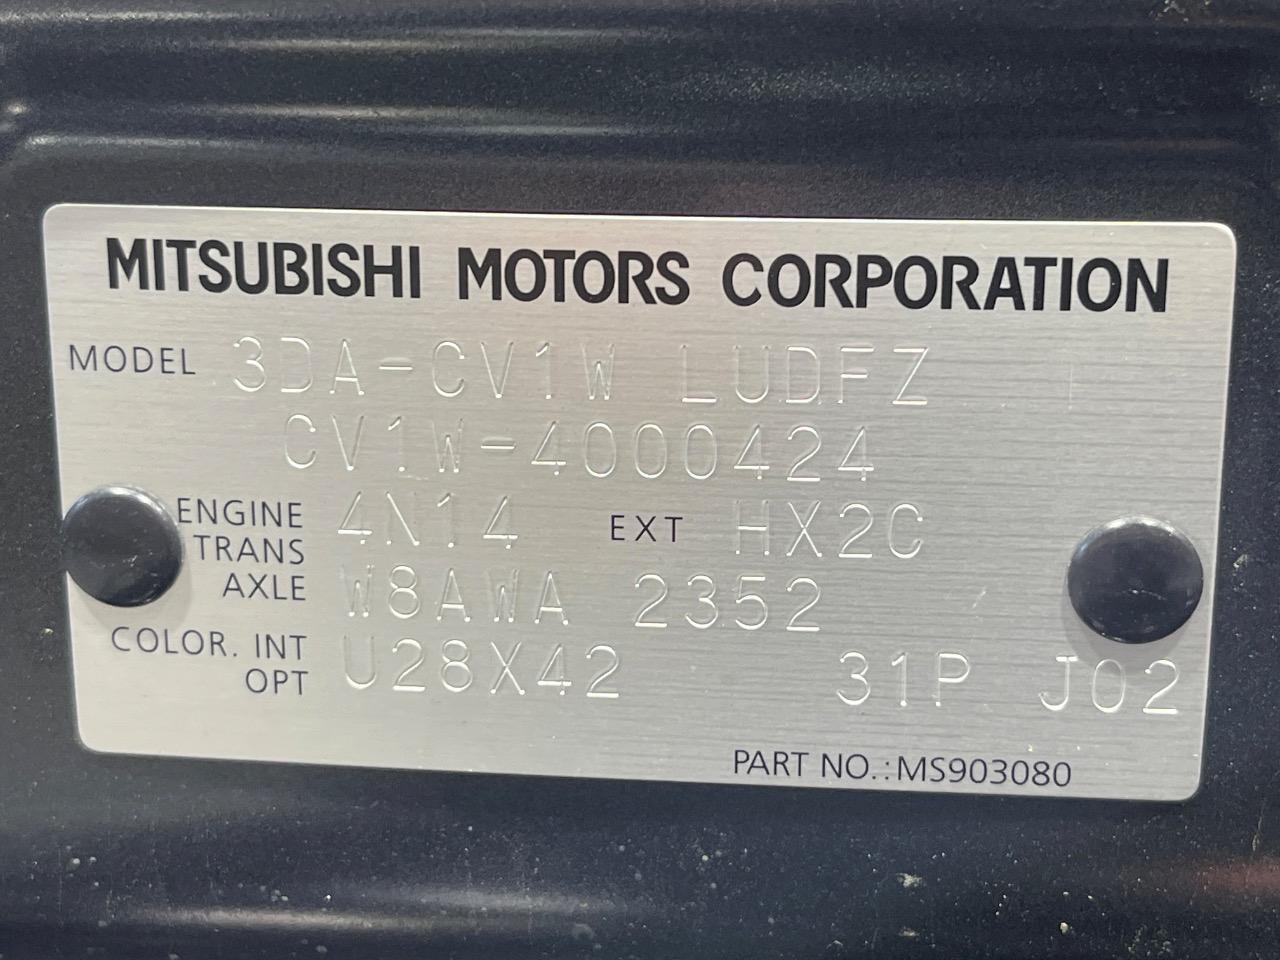 MITSUBISHI MOTORS CORPORATION
MODEL 3DA-CV1W LUDFZ
CV1W-4000424
ENGINE 4N14 EXT HX2C
TRANS
AXLE W8AWA 2352
COLOR. INT
OPT U28X42 31P J02
PART NO.:MS903080